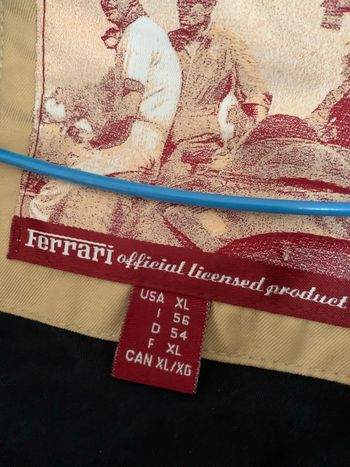 Ferrari official licensed product
USA XL
I 56
D 54
F XL
CAN XL/XG